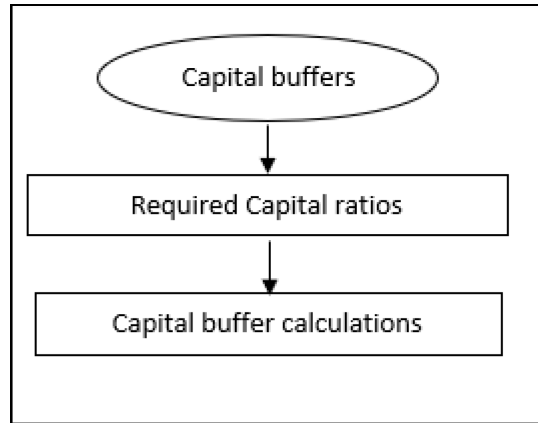 Capital buffers
Required Capital ratios
Capital buffer calculations